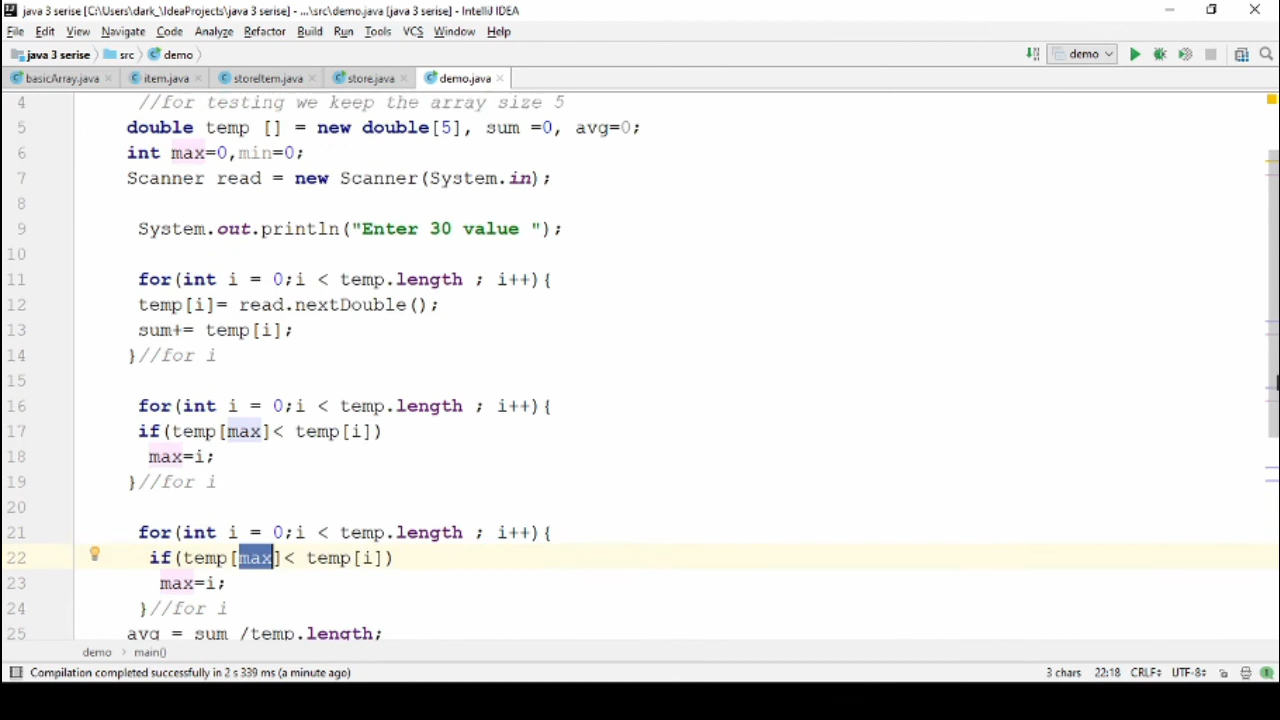 java 3 serise [C:\Users\dark_\IdeaProjects\java 3 serise] - ...\src\demo.java [java 3 serise] - IntelliJ IDEA
File Edit View Navigate Code Analyze Refactor Build Run Tools VCS Window Help
java 3 serise src demo demo
basicArray.java item.java storeItem.java store.java demo.java
4 //for testing we keep the array size 5
5 double temp [] = new double[5], sum =0, avg=0;
6 int max=0,min=0;
7 Scanner read = new Scanner(System.in);
8
9 System.out.println("Enter 30 value ");
10
11 for(int i = 0;i < temp.length ; i++){
12 temp[i]= read.nextDouble();
13 sum+= temp[i];
14 }//for i
15
16 for(int i = 0;i < temp.length ; i++){
17 if(temp[max]< temp[i])
18 max=i;
19 }//for i
20
21 for(int i = 0;i < temp.length ; i++){
22 if(temp[max]< temp[i])
23 max=i;
24 }//for i
25 avg = sum /temp.length;
demo main()
Compilation completed successfully in 2 s 339 ms (a minute ago) 3 chars 22:18 CRLF UTF-8 1